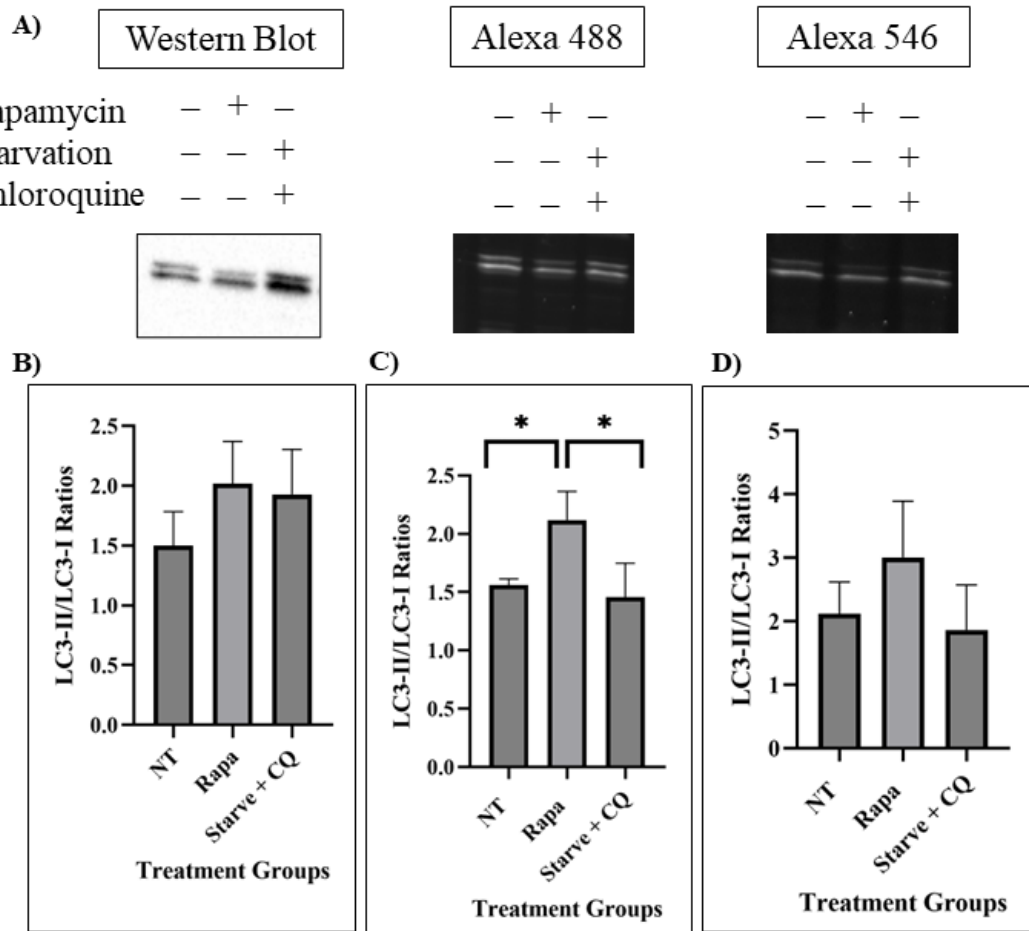 A)
Western Blot
Alexa 488
Alexa 546
apamycin – + –
– + –
– + –
arvation – – +
– – +
– – +
hloroquine – – +
– – +
– – +
B)
C)
D)
LC3-II/LC3-I Ratios
2.5
2.0
1.5
1.0
0.5
0.0
NT
Rapa
Starve + CQ
Treatment Groups
* *
LC3-II/LC3-I Ratios
2.5
2.0
1.5
1.0
0.5
0.0
NT
Rapa
Starve + CQ
Treatment Groups
LC3-II/LC3-I Ratios
5
4
3
2
1
0
NT
Rapa
Starve + CQ
Treatment Groups